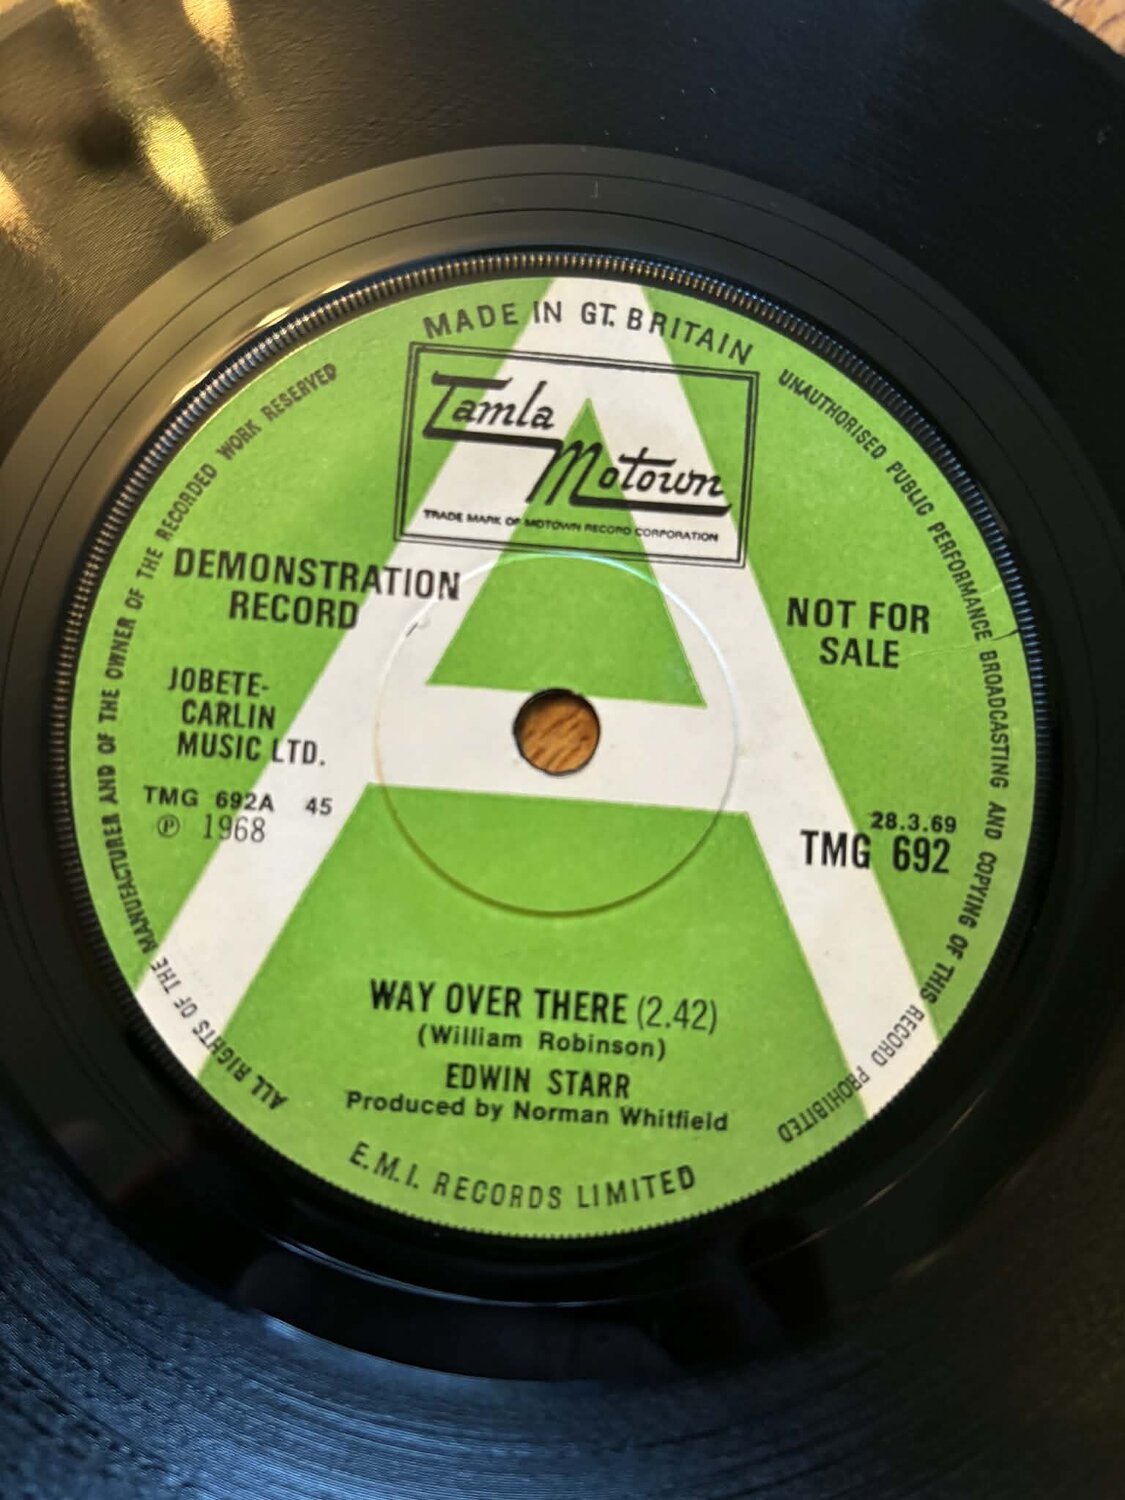 MADE IN GT. BRITAIN
Tamla
Motown
TRADE MARK OF MOTOWN RECORD CORPORATION
DEMONSTRATION
RECORD
NOT FOR
SALE
JOBETE-
CARLIN
MUSIC LTD.
TMG 692A 45
℗ 1968
28.3.69
TMG 692
WAY OVER THERE (2.42)
(William Robinson)
EDWIN STARR
Produced by Norman Whitfield
E.M.I. RECORDS LIMITED
ALL RIGHTS OF THE MANUFACTURER AND OF THE OWNER OF THE RECORDED WORK RESERVED
UNAUTHORISED PUBLIC PERFORMANCE BROADCASTING AND COPYING OF THIS RECORD PROHIBITED